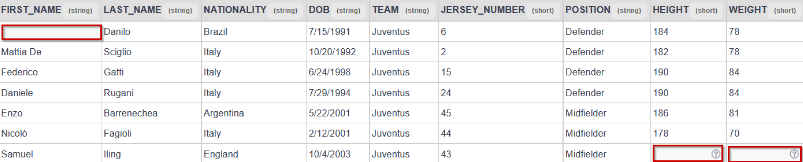 FIRST_NAME (string) LAST_NAME (string) NATIONALITY (string) DOB (string) TEAM (string) JERSEY_NUMBER (short) POSITION (string) HEIGHT (short) WEIGHT (short)
Danilo Brazil 7/15/1991 Juventus 6 Defender 184 78
Mattia De Sciglio Italy 10/20/1992 Juventus 2 Defender 182 78
Federico Gatti Italy 6/24/1998 Juventus 15 Defender 190 84
Daniele Rugani Italy 7/29/1994 Juventus 24 Defender 190 84
Enzo Barrenechea Argentina 5/22/2001 Juventus 45 Midfielder 186 81
Nicolò Fagioli Italy 2/12/2001 Juventus 44 Midfielder 178 70
Samuel Iling England 10/4/2003 Juventus 43 Midfielder ? ?